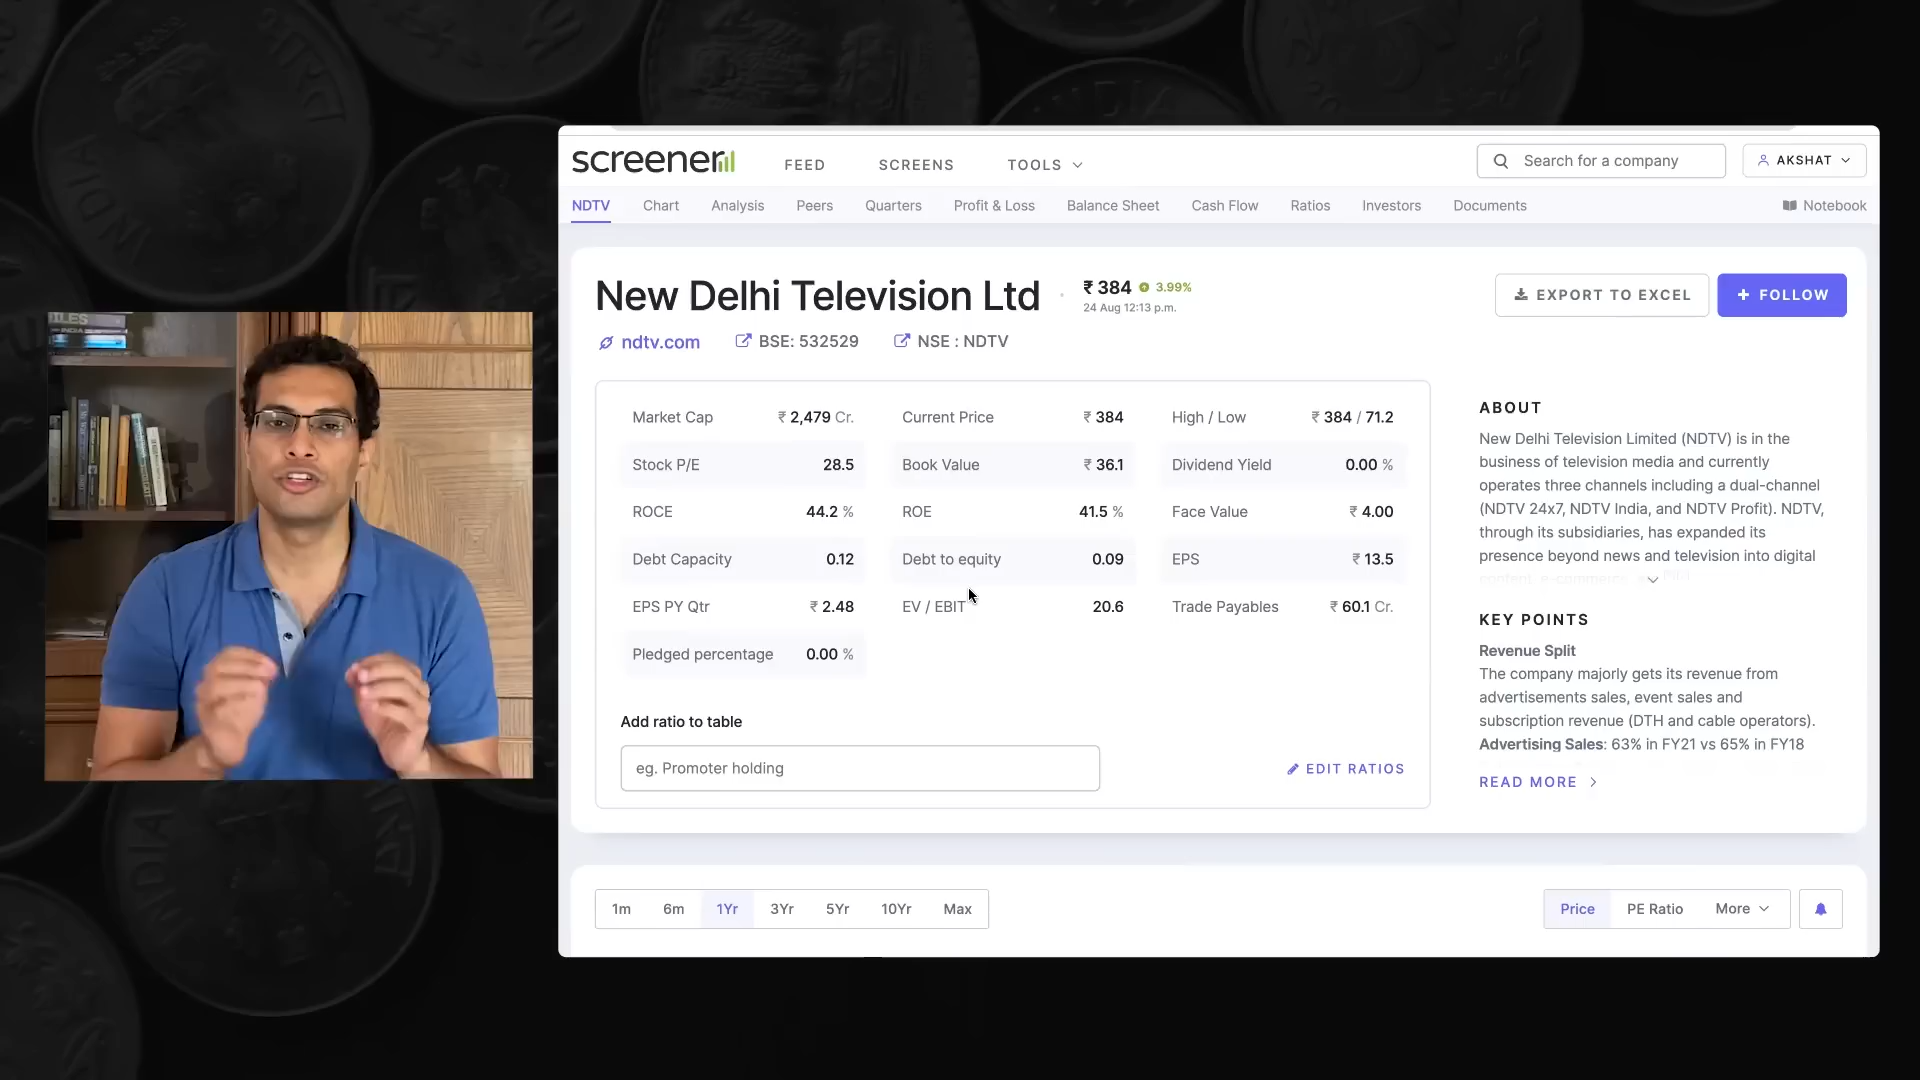 screener
FEED
SCREENS
TOOLS
Search for a company
AKSHAT
NDTV
Chart
Analysis
Peers
Quarters
Profit & Loss
Balance Sheet
Cash Flow
Ratios
Investors
Documents
Notebook
New Delhi Television Ltd
₹ 384 3.99%
24 Aug 12:13 p.m.
EXPORT TO EXCEL
+ FOLLOW
ndtv.com
BSE: 532529
NSE : NDTV
Market Cap ₹ 2,479 Cr.
Current Price ₹ 384
High / Low ₹ 384 / 71.2
Stock P/E 28.5
Book Value ₹ 36.1
Dividend Yield 0.00 %
ROCE 44.2 %
ROE 41.5 %
Face Value ₹ 4.00
Debt Capacity 0.12
Debt to equity 0.09
EPS ₹ 13.5
EPS PY Qtr ₹ 2.48
EV / EBIT 20.6
Trade Payables ₹ 60.1 Cr.
Pledged percentage 0.00 %
Add ratio to table
eg. Promoter holding
EDIT RATIOS
ABOUT
New Delhi Television Limited (NDTV) is in the
business of television media and currently
operates three channels including a dual-channel
(NDTV 24x7, NDTV India, and NDTV Profit). NDTV,
through its subsidiaries, has expanded its
presence beyond news and television into digital
content, e-commerce,
KEY POINTS
Revenue Split
The company majorly gets its revenue from
advertisements sales, event sales and
subscription revenue (DTH and cable operators).
Advertising Sales: 63% in FY21 vs 65% in FY18
READ MORE
1m
6m
1Yr
3Yr
5Yr
10Yr
Max
Price
PE Ratio
More